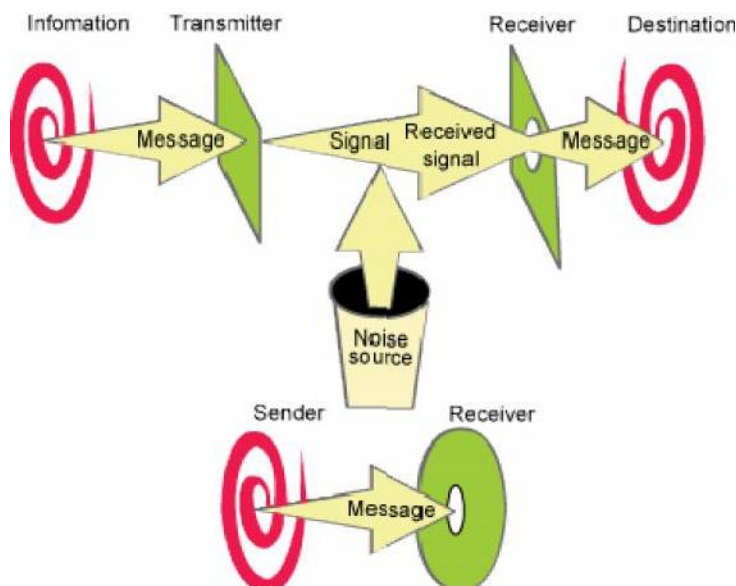 Infomation Transmitter Receiver Destination
Message Signal Received signal Message
Noise
source
Sender Receiver
Message